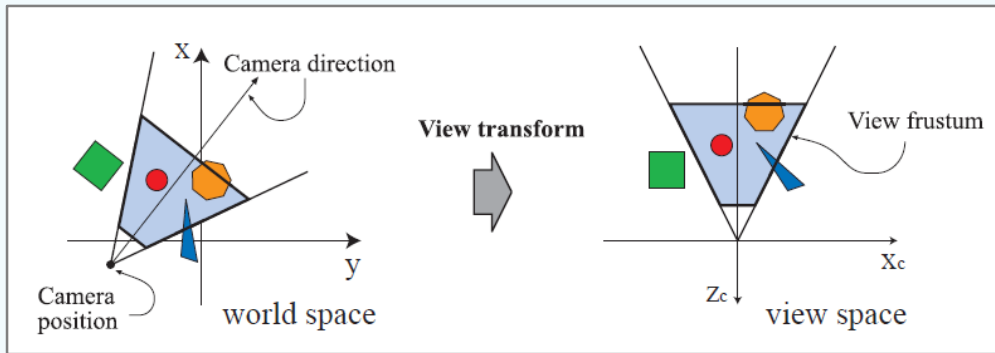 x
Camera direction
View transform
View frustum
y
Camera
position
world space
Xc
Zc
view space